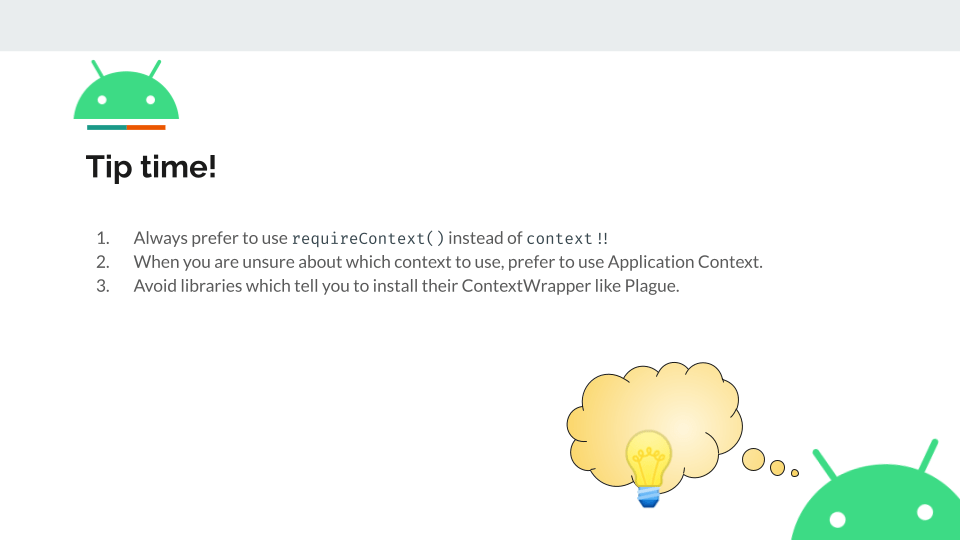 Tip time!
1. Always prefer to use requireContext() instead of context!!
2. When you are unsure about which context to use, prefer to use Application Context.
3. Avoid libraries which tell you to install their ContextWrapper like Plague.